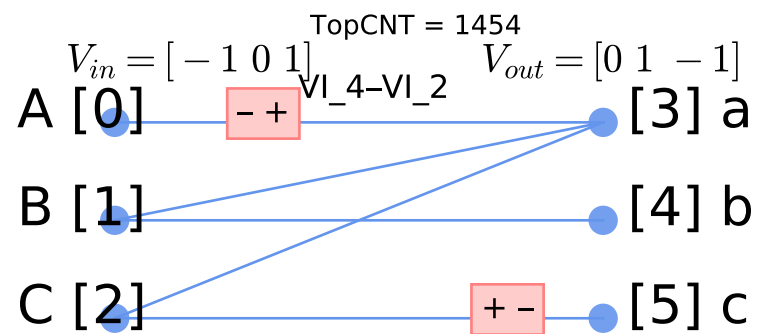 TopCNT = 1454
V_in = [ − 1 0 1] V_out = [0 1 − 1]
VI_4–VI_2
A [0] – + [3] a
B [1] [4] b
C [2] + – [5] c